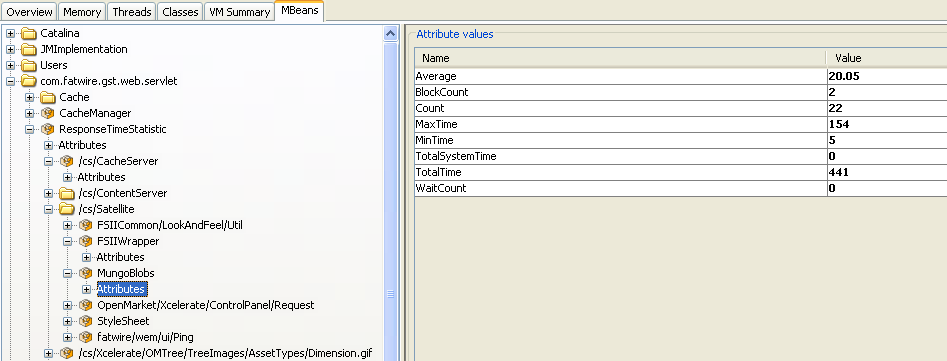 Overview Memory Threads Classes VM Summary MBeans
Catalina
JMImplementation
Users
com.fatwire.gst.web.servlet
Cache
CacheManager
ResponseTimeStatistic
Attributes
/cs/CacheServer
Attributes
/cs/ContentServer
/cs/Satellite
FSIICommon/LookAndFeel/Util
FSIIWrapper
Attributes
MungoBlobs
Attributes
OpenMarket/Xcelerate/ControlPanel/Request
StyleSheet
fatwire/wem/ui/Ping
/cs/Xcelerate/OMTree/TreeImages/AssetTypes/Dimension.gif
Attribute values
Name Value
Average 20.05
BlockCount 2
Count 22
MaxTime 154
MinTime 5
TotalSystemTime 0
TotalTime 441
WaitCount 0